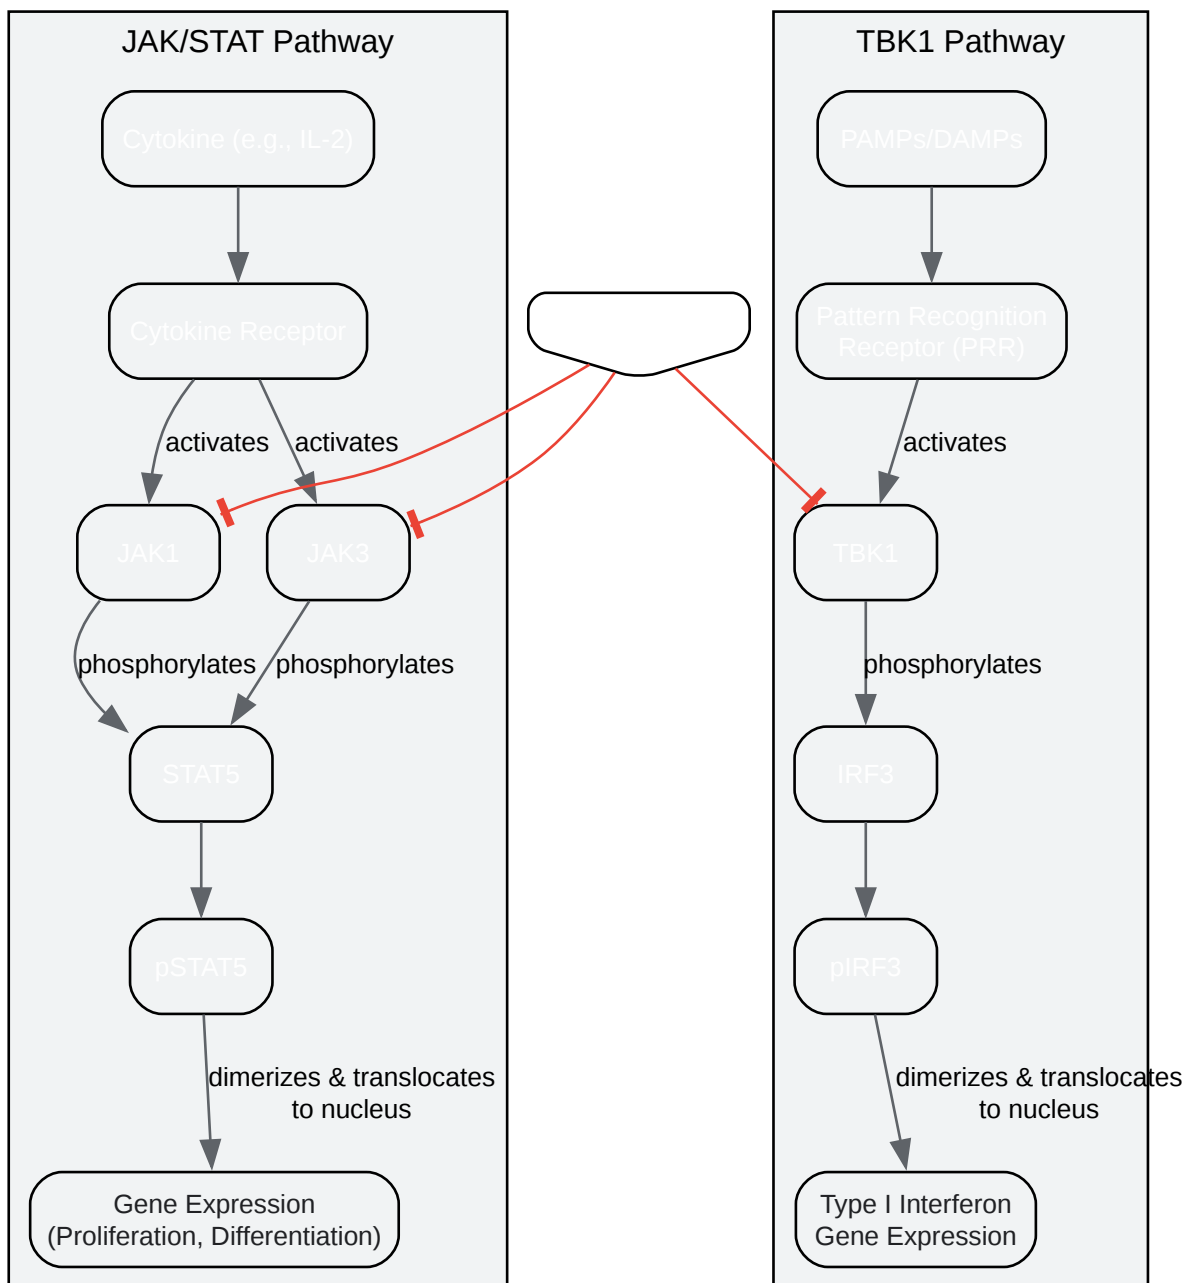 JAK/STAT Pathway
Cytokine (e.g., IL-2)
Cytokine Receptor
activates
activates
JAK1
JAK3
phosphorylates
phosphorylates
STAT5
pSTAT5
dimerizes & translocates
to nucleus
Gene Expression
(Proliferation, Differentiation)
TBK1 Pathway
PAMPs/DAMPs
Pattern Recognition
Receptor (PRR)
activates
TBK1
phosphorylates
IRF3
pIRF3
dimerizes & translocates
to nucleus
Type I Interferon
Gene Expression